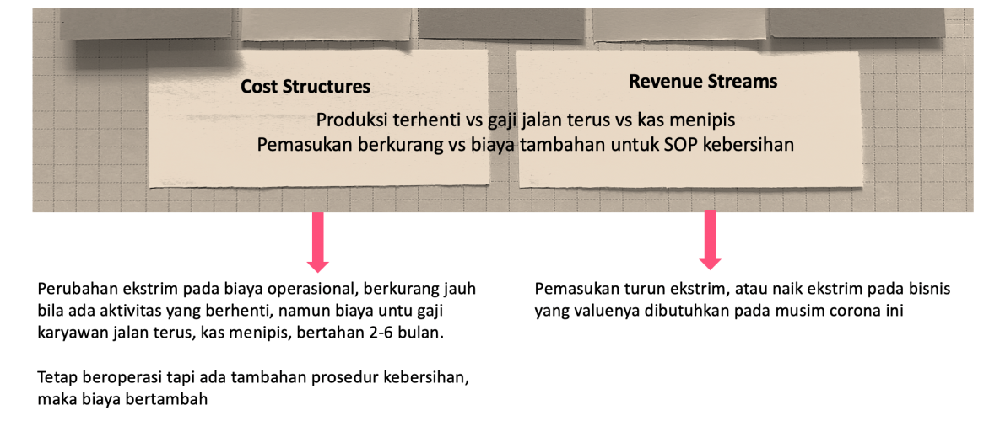 Cost Structures
Revenue Streams
Produksi terhenti vs gaji jalan terus vs kas menipis
Pemasukan berkurang vs biaya tambahan untuk SOP kebersihan
Perubahan ekstrim pada biaya operasional, berkurang jauh
bila ada aktivitas yang berhenti, namun biaya untu gaji
karyawan jalan terus, kas menipis, bertahan 2-6 bulan.
Tetap beroperasi tapi ada tambahan prosedur kebersihan,
maka biaya bertambah
Pemasukan turun ekstrim, atau naik ekstrim pada bisnis
yang valuenya dibutuhkan pada musim corona ini